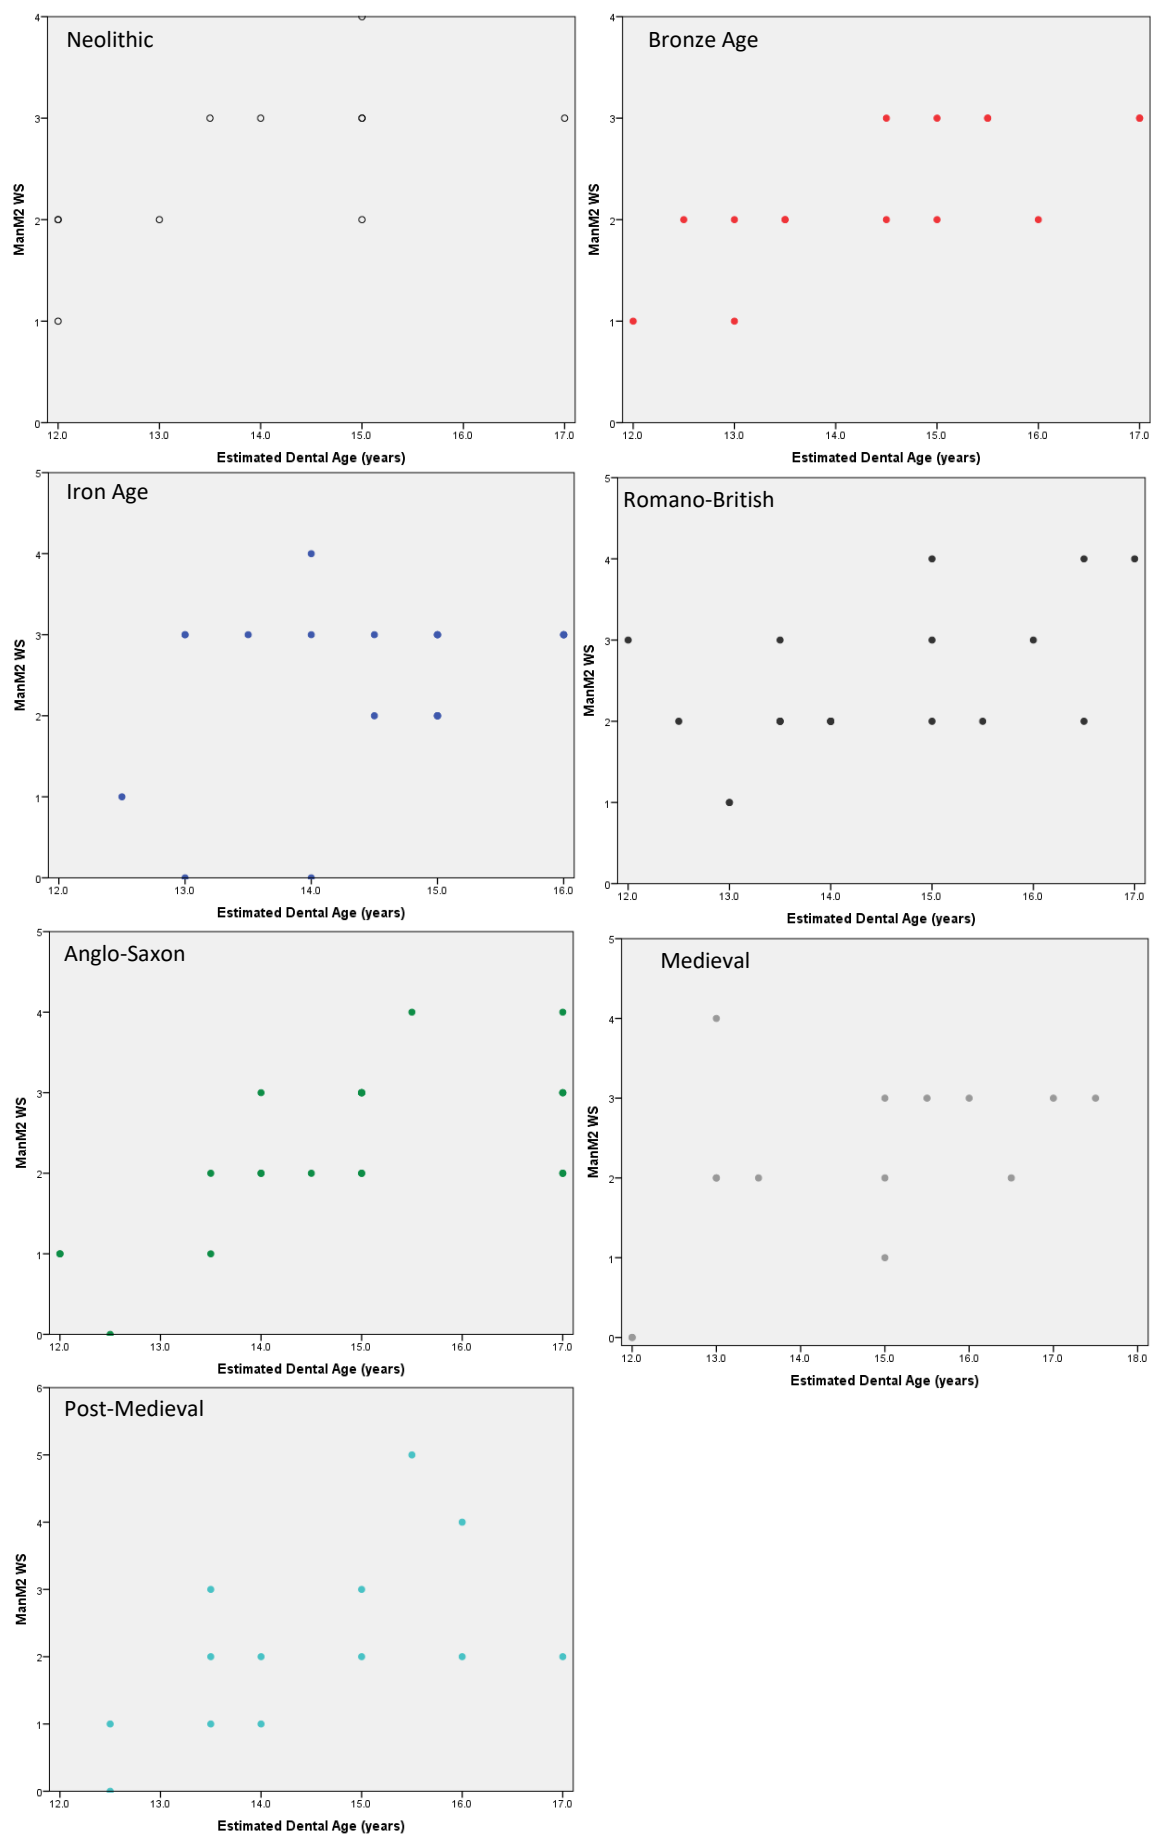 Neolithic
ManM2 WS
4
3
2
1
0
12.0 13.0 14.0 15.0 16.0 17.0
Estimated Dental Age (years)
Bronze Age
ManM2 WS
4
3
2
1
0
12.0 13.0 14.0 15.0 16.0 17.0
Estimated Dental Age (years)
Iron Age
ManM2 WS
5
4
3
2
1
0
12.0 13.0 14.0 15.0 16.0
Estimated Dental Age (years)
Romano-British
ManM2 WS
5
4
3
2
1
0
12.0 13.0 14.0 15.0 16.0 17.0
Estimated Dental Age (years)
Anglo-Saxon
ManM2 WS
5
4
3
2
1
0
12.0 13.0 14.0 15.0 16.0 17.0
Estimated Dental Age (years)
Medieval
ManM2 WS
5
4
3
2
1
0
12.0 13.0 14.0 15.0 16.0 17.0 18.0
Estimated Dental Age (years)
Post-Medieval
ManM2 WS
6
5
4
3
2
1
0
12.0 13.0 14.0 15.0 16.0 17.0
Estimated Dental Age (years)